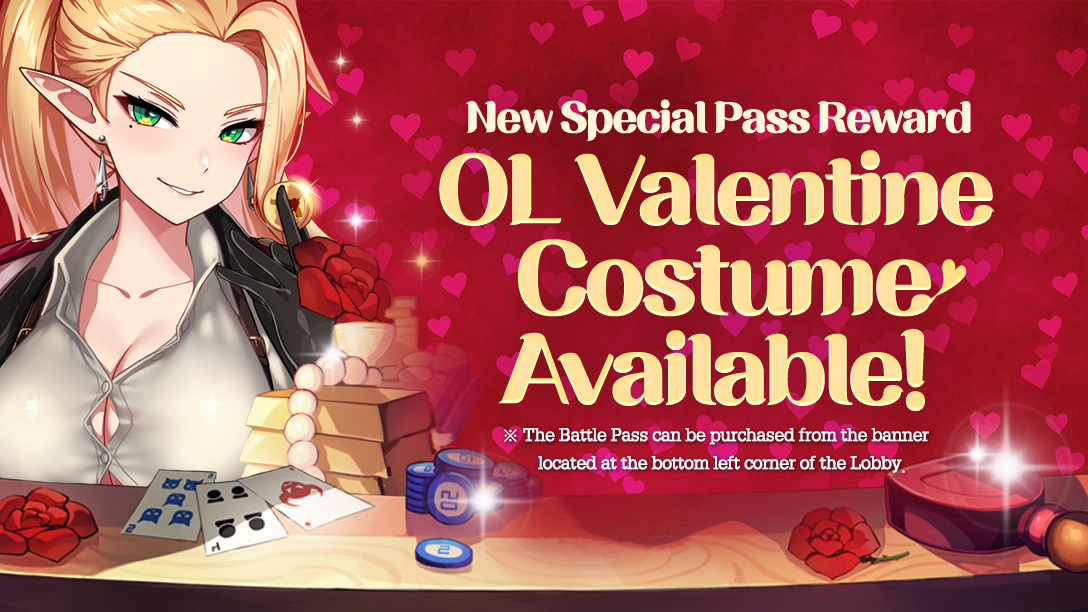 New Special Pass Reward
OL Valentine
Costume
Available!
※ The Battle Pass can be purchased from the banner
located at the bottom left corner of the Lobby.
2